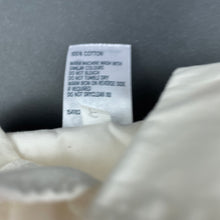 100% COTTON
WARM MACHINE WASH WITH
SIMILAR COLOURS
DO NOT BLEACH
DO NOT TUMBLE DRY
WARM IRON ON REVERSE SIDE
IF REQUIRED
DO NOT DRYCLEAN